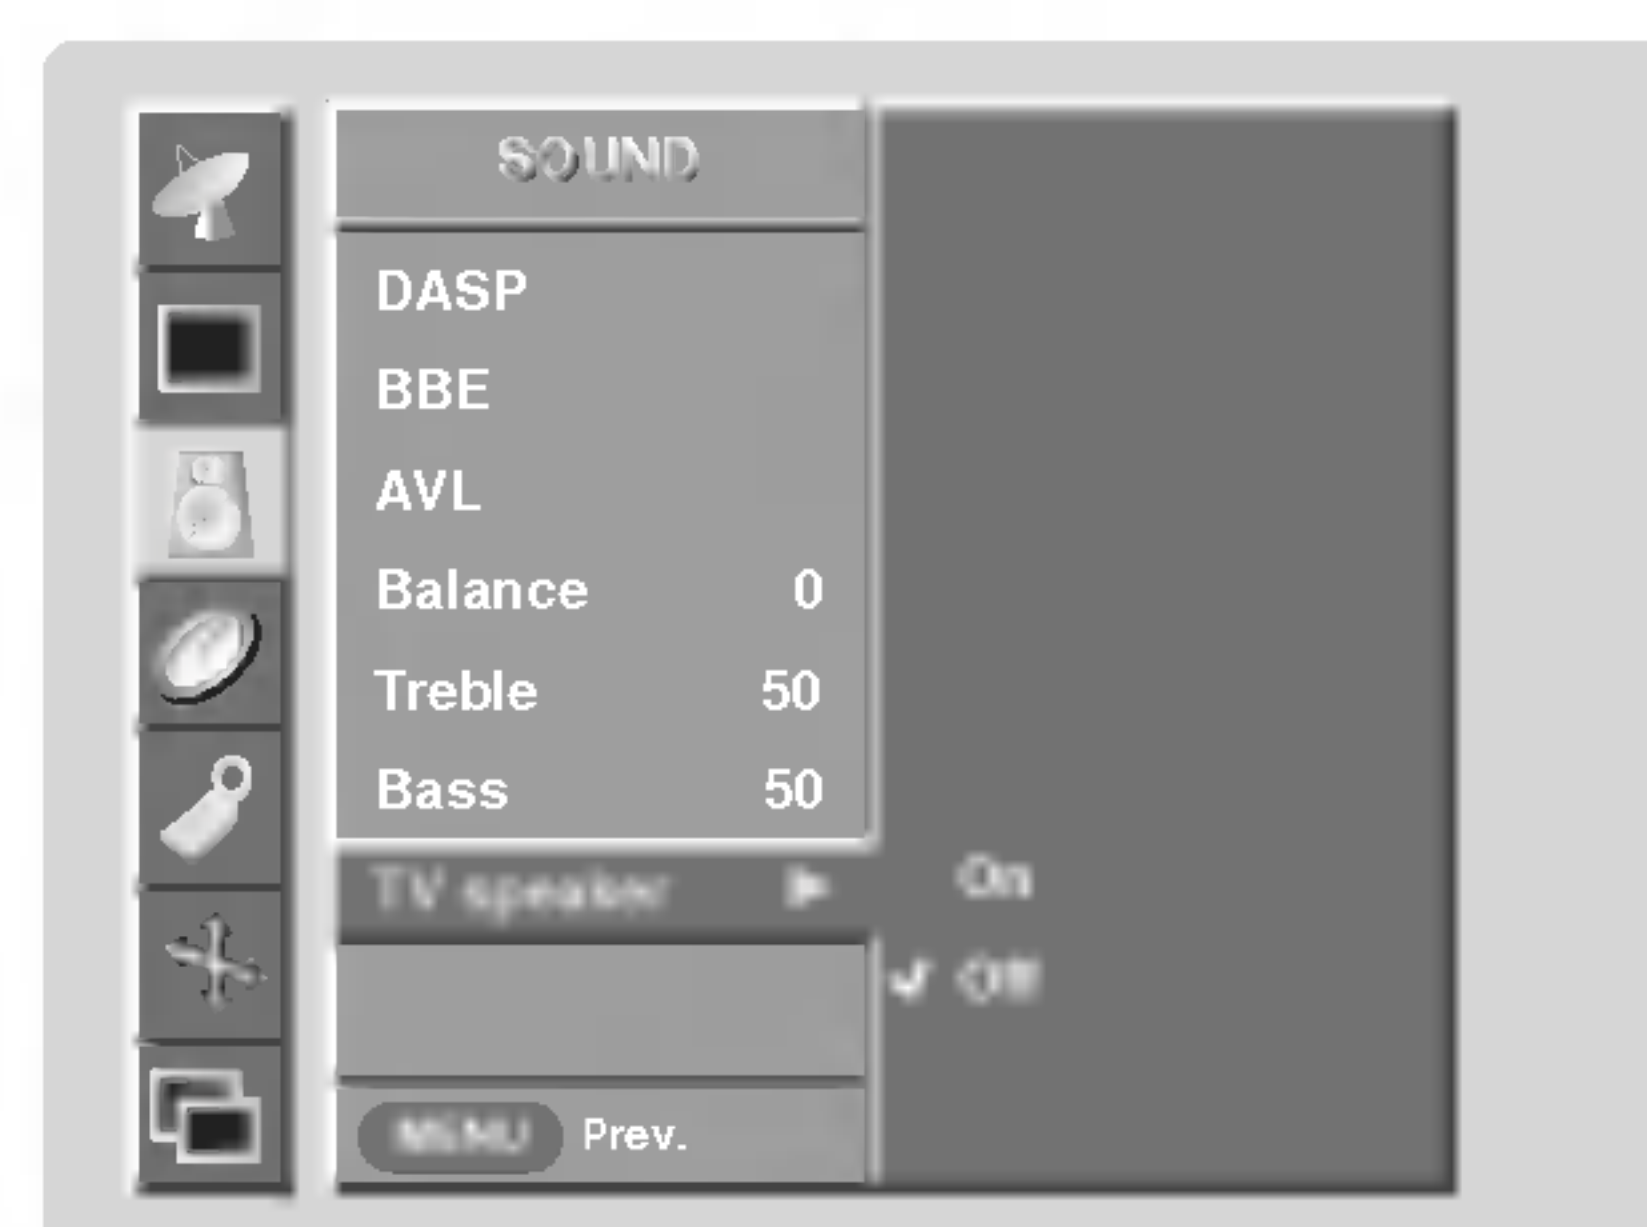 SOUND
DASP
BBE
AVL
Balance 0
Treble 50
Bass 50
TV speaker ▶ On
✔ Off
MENU Prev.